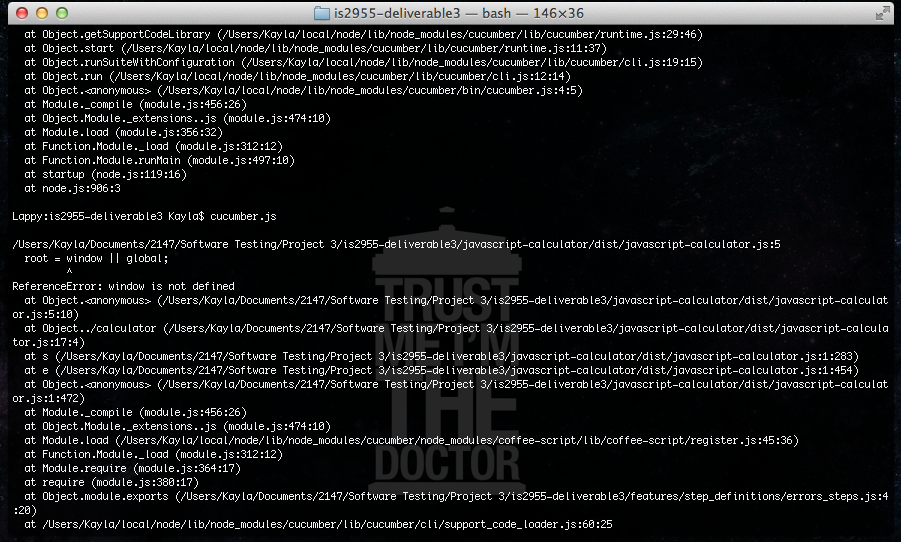 is2955-deliverable3 — bash — 146×36
at Object.getSupportCodeLibrary (/Users/Kayla/local/node/lib/node_modules/cucumber/lib/cucumber/runtime.js:29:46)
at Object.start (/Users/Kayla/local/node/lib/node_modules/cucumber/lib/cucumber/runtime.js:11:37)
at Object.runSuiteWithConfiguration (/Users/Kayla/local/node/lib/node_modules/cucumber/lib/cucumber/cli.js:19:15)
at Object.run (/Users/Kayla/local/node/lib/node_modules/cucumber/lib/cucumber/cli.js:12:14)
at Object.<anonymous> (/Users/Kayla/local/node/lib/node_modules/cucumber/bin/cucumber.js:4:5)
at Module._compile (module.js:456:26)
at Object.Module._extensions..js (module.js:474:10)
at Module.load (module.js:356:32)
at Function.Module._load (module.js:312:12)
at Function.Module.runMain (module.js:497:10)
at startup (node.js:119:16)
at node.js:906:3
Lappy:is2955-deliverable3 Kayla$ cucumber.js
/Users/Kayla/Documents/2147/Software Testing/Project 3/is2955-deliverable3/javascript-calculator/dist/javascript-calculator.js:5
root = window || global;
^
ReferenceError: window is not defined
at Object.<anonymous> (/Users/Kayla/Documents/2147/Software Testing/Project 3/is2955-deliverable3/javascript-calculator/dist/javascript-calculat
or.js:5:10)
at Object../calculator (/Users/Kayla/Documents/2147/Software Testing/Project 3/is2955-deliverable3/javascript-calculator/dist/javascript-calcula
tor.js:17:4)
at s (/Users/Kayla/Documents/2147/Software Testing/Project 3/is2955-deliverable3/javascript-calculator/dist/javascript-calculator.js:1:283)
at e (/Users/Kayla/Documents/2147/Software Testing/Project 3/is2955-deliverable3/javascript-calculator/dist/javascript-calculator.js:1:454)
at Object.<anonymous> (/Users/Kayla/Documents/2147/Software Testing/Project 3/is2955-deliverable3/javascript-calculator/dist/javascript-calculat
or.js:1:472)
at Module._compile (module.js:456:26)
at Object.Module._extensions..js (module.js:474:10)
at Module.load (/Users/Kayla/local/node/lib/node_modules/cucumber/node_modules/coffee-script/lib/coffee-script/register.js:45:36)
at Function.Module._load (module.js:312:12)
at Module.require (module.js:364:17)
at require (module.js:380:17)
at Object.module.exports (/Users/Kayla/Documents/2147/Software Testing/Project 3/is2955-deliverable3/features/step_definitions/errors_steps.js:4
:20)
at /Users/Kayla/local/node/lib/node_modules/cucumber/lib/cucumber/cli/support_code_loader.js:60:25
TRUST
ME I'M
THE
DOCTOR